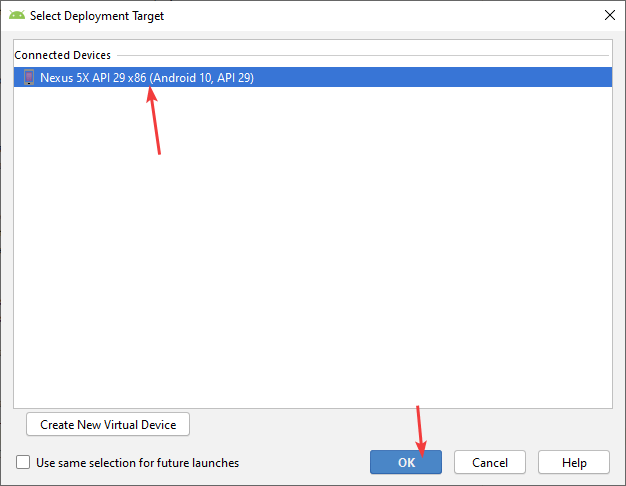 Select Deployment Target
Connected Devices
Nexus 5X API 29 x86 (Android 10, API 29)
Create New Virtual Device
Use same selection for future launches
OK
Cancel
Help